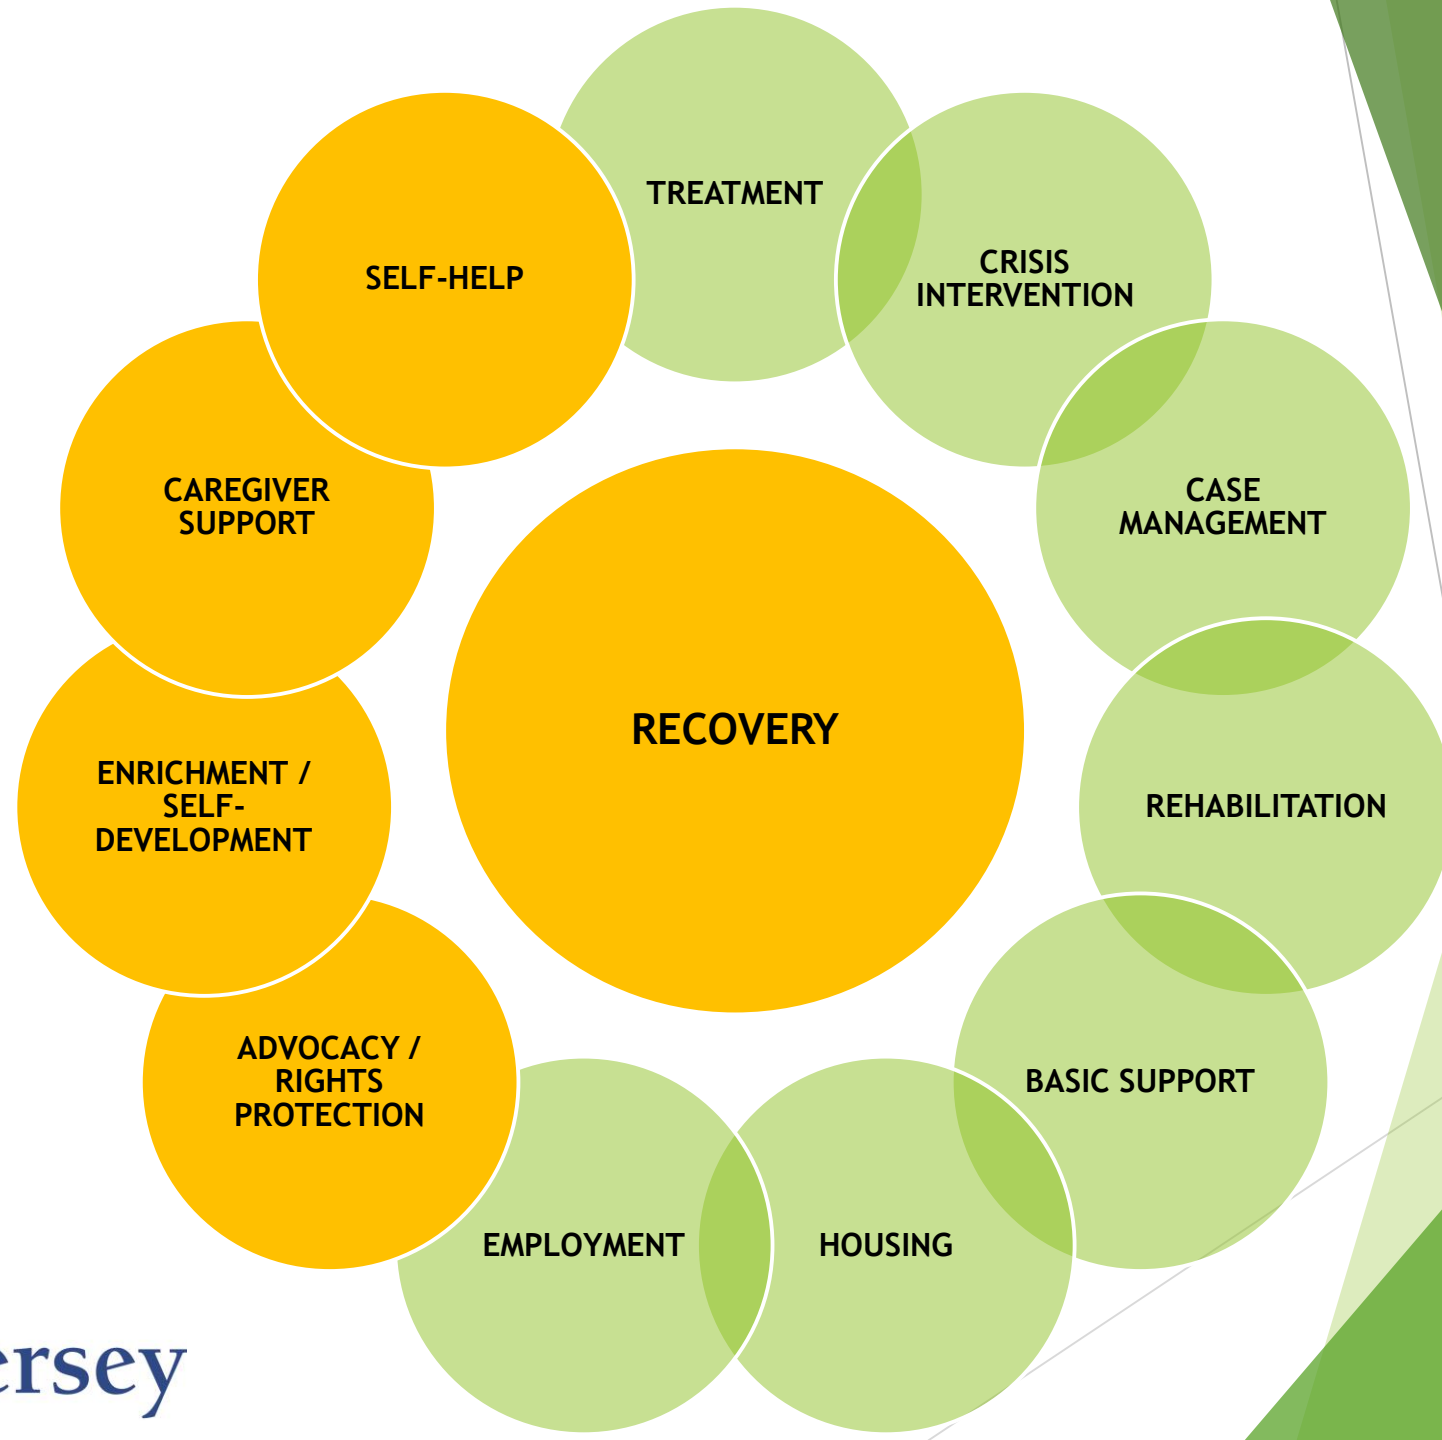 TREATMENT
CRISIS
INTERVENTION
CASE
MANAGEMENT
REHABILITATION
BASIC SUPPORT
HOUSING
EMPLOYMENT
ADVOCACY /
RIGHTS
PROTECTION
ENRICHMENT /
SELF-
DEVELOPMENT
CAREGIVER
SUPPORT
SELF-HELP
RECOVERY
ersey